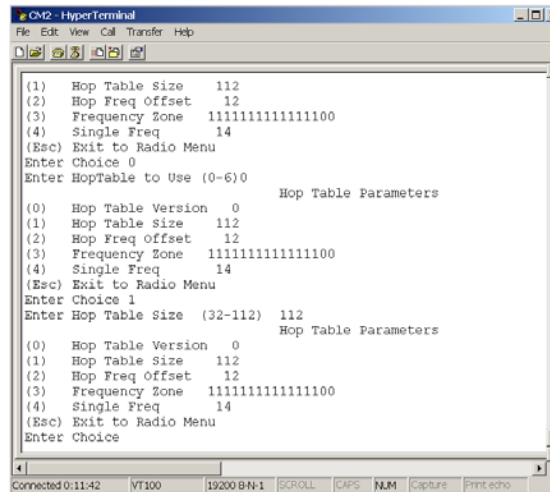 CM2 - HyperTerminal
File Edit View Call Transfer Help
(1) Hop Table Size 112
(2) Hop Freq Offset 12
(3) Frequency Zone 1111111111111100
(4) Single Freq 14
(Esc) Exit to Radio Menu
Enter Choice 0
Enter HopTable to Use (0-6)0
Hop Table Parameters
(0) Hop Table Version 0
(1) Hop Table Size 112
(2) Hop Freq Offset 12
(3) Frequency Zone 1111111111111100
(4) Single Freq 14
(Esc) Exit to Radio Menu
Enter Choice 1
Enter Hop Table Size (32-112) 112
Hop Table Parameters
(0) Hop Table Version 0
(1) Hop Table Size 112
(2) Hop Freq Offset 12
(3) Frequency Zone 1111111111111100
(4) Single Freq 14
(Esc) Exit to Radio Menu
Enter Choice
Connected 0:11:42 VT100 19200 8-N-1 SCROLL CAPS NUM Capture Print echo